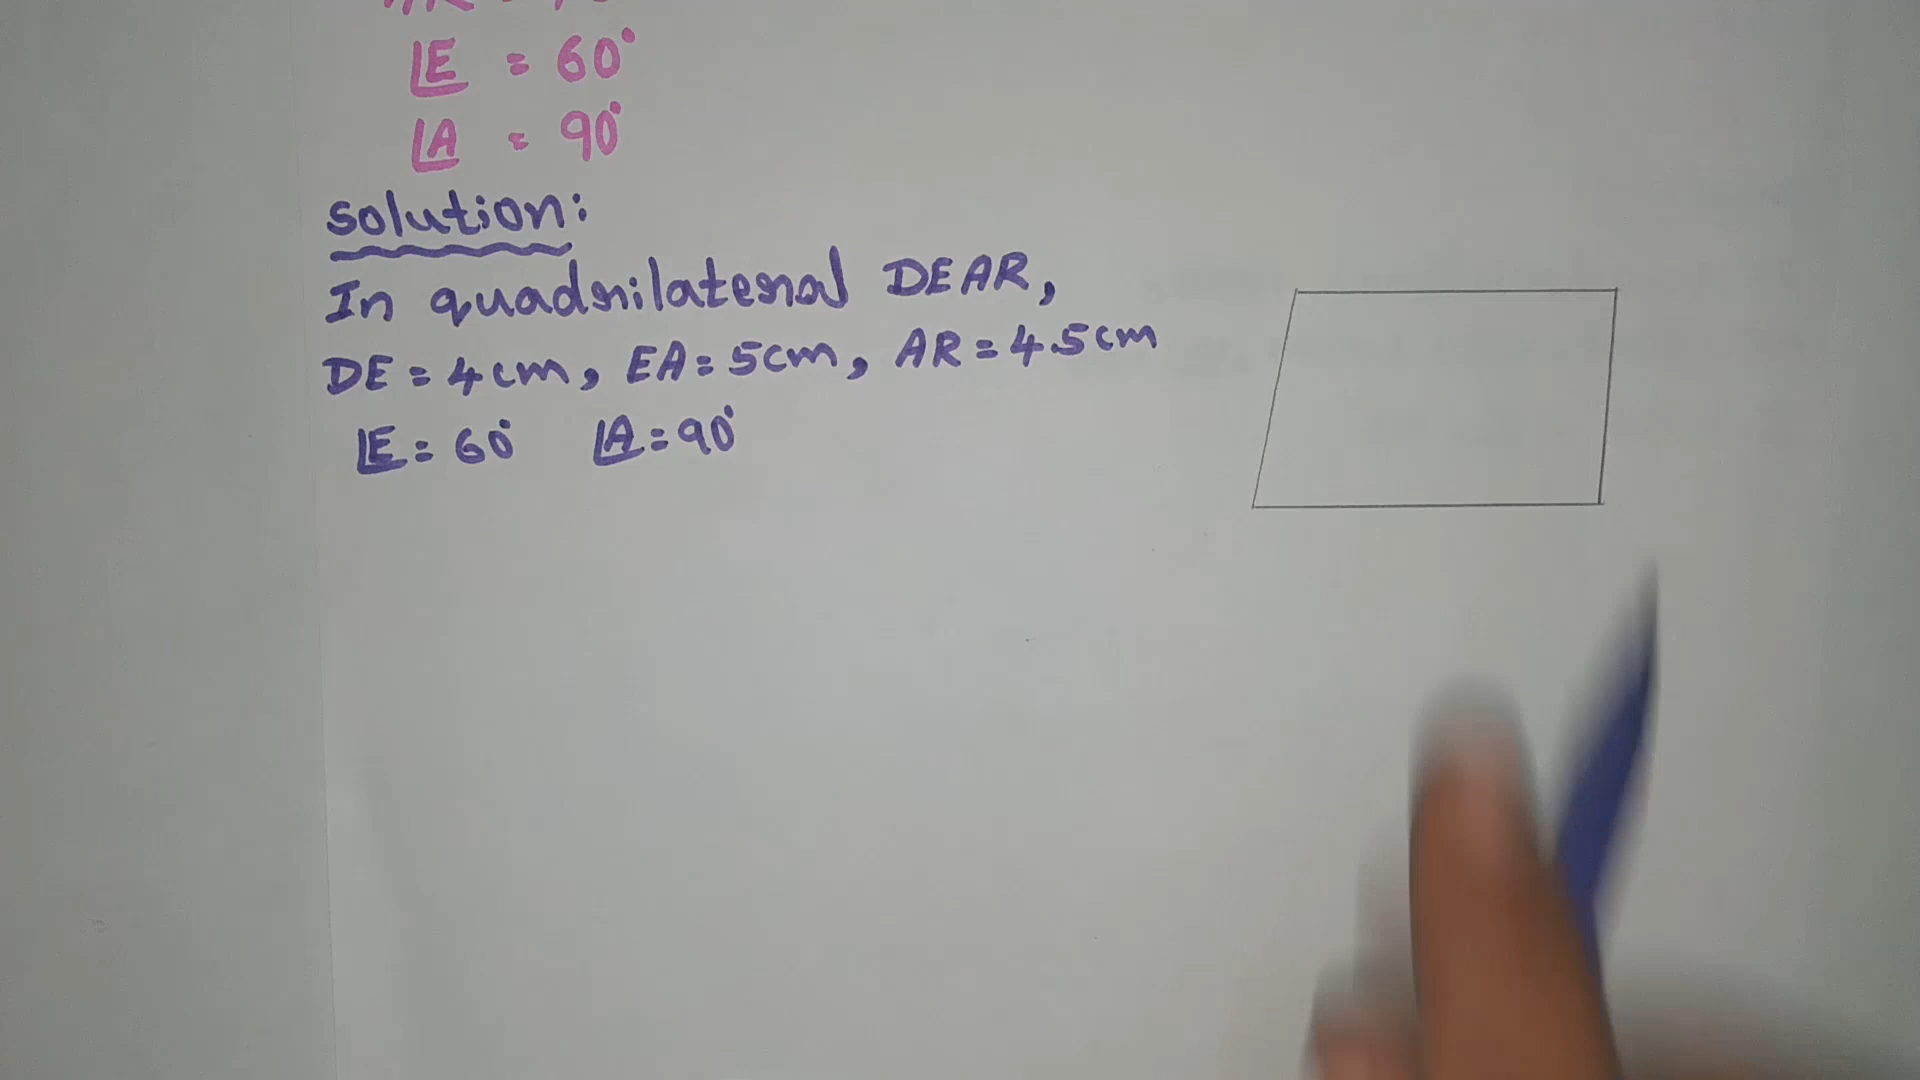 ∠E = 60°
∠A = 90°
Solution:
In quadrilateral DEAR,
DE = 4cm, EA = 5cm, AR = 4.5cm
∠E = 60° ∠A = 90°